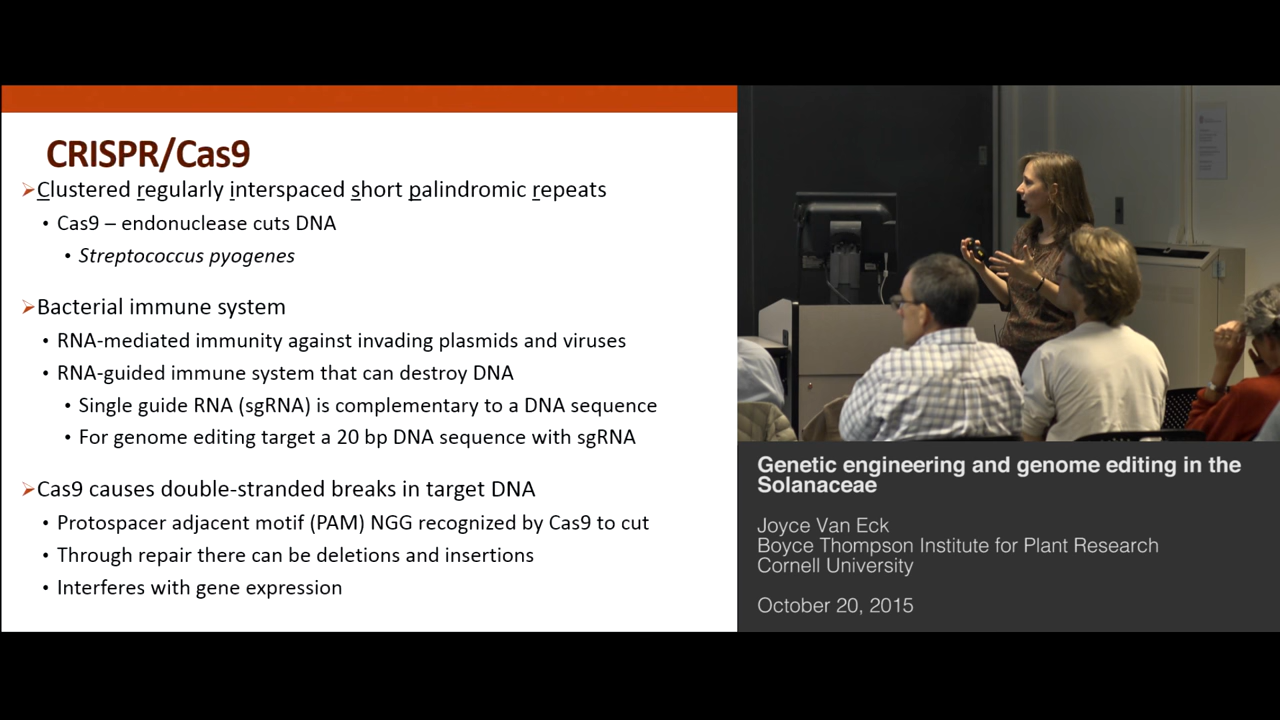 CRISPR/Cas9
➢Clustered regularly interspaced short palindromic repeats
• Cas9 – endonuclease cuts DNA
• Streptococcus pyogenes
➢Bacterial immune system
• RNA-mediated immunity against invading plasmids and viruses
• RNA-guided immune system that can destroy DNA
• Single guide RNA (sgRNA) is complementary to a DNA sequence
• For genome editing target a 20 bp DNA sequence with sgRNA
➢Cas9 causes double-stranded breaks in target DNA
• Protospacer adjacent motif (PAM) NGG recognized by Cas9 to cut
• Through repair there can be deletions and insertions
• Interferes with gene expression
Genetic engineering and genome editing in the
Solanaceae
Joyce Van Eck
Boyce Thompson Institute for Plant Research
Cornell University
October 20, 2015